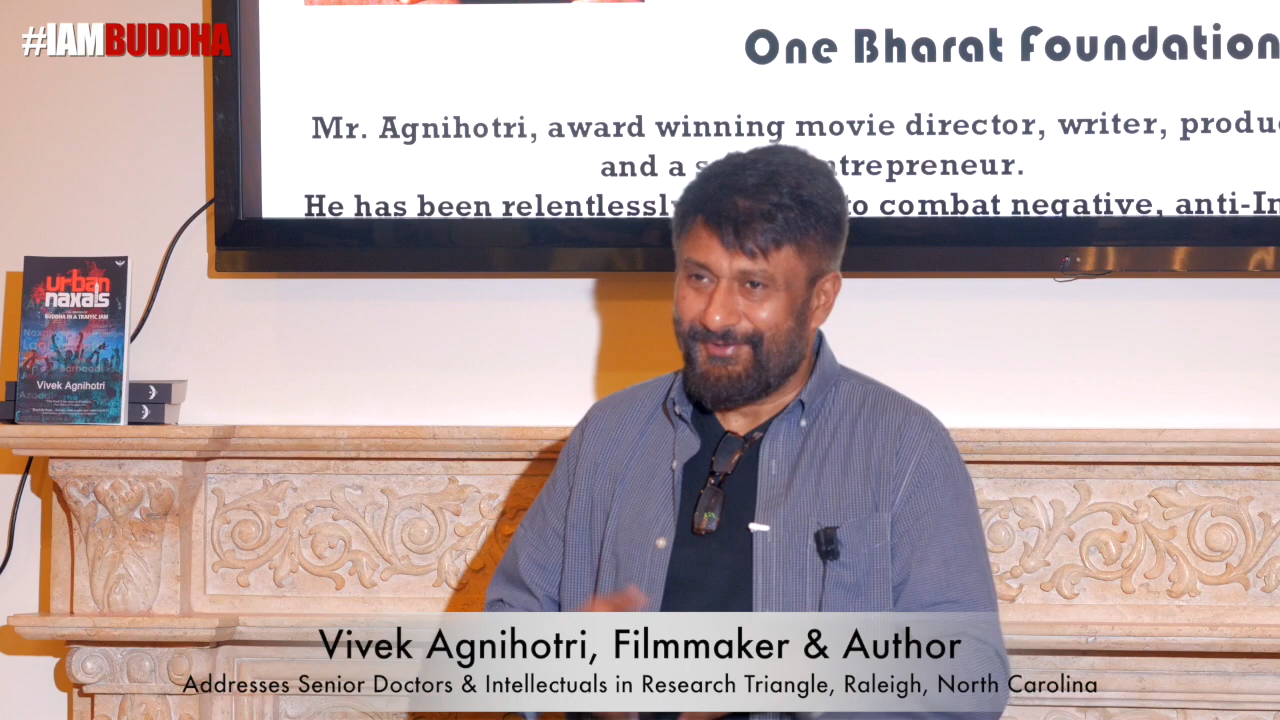 #IAMBUDDHA
One Bharat Foundation
Mr. Agnihotri, award winning movie director, writer,
and a
He has been relentlessly to combat negative,
urban
naxals
BUDDHA IN A TRAFFIC JAM
Vivek Agnihotri
Vivek Agnihotri, Filmmaker & Author
Addresses Senior Doctors & Intellectuals in Research Triangle, Raleigh, North Carolina